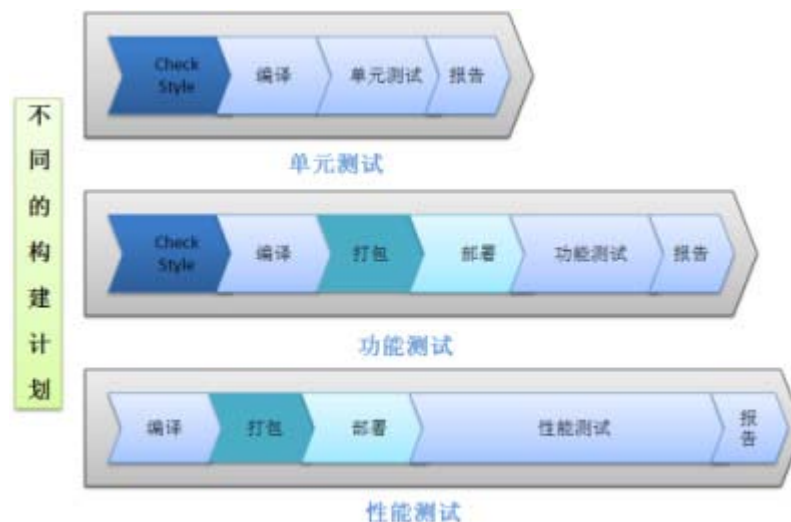 不同的构建计划
Check
Style
编译
单元测试
报告
单元测试
Check
Style
编译
打包
部署
功能测试
报告
功能测试
编译
打包
部署
性能测试
报
告
性能测试